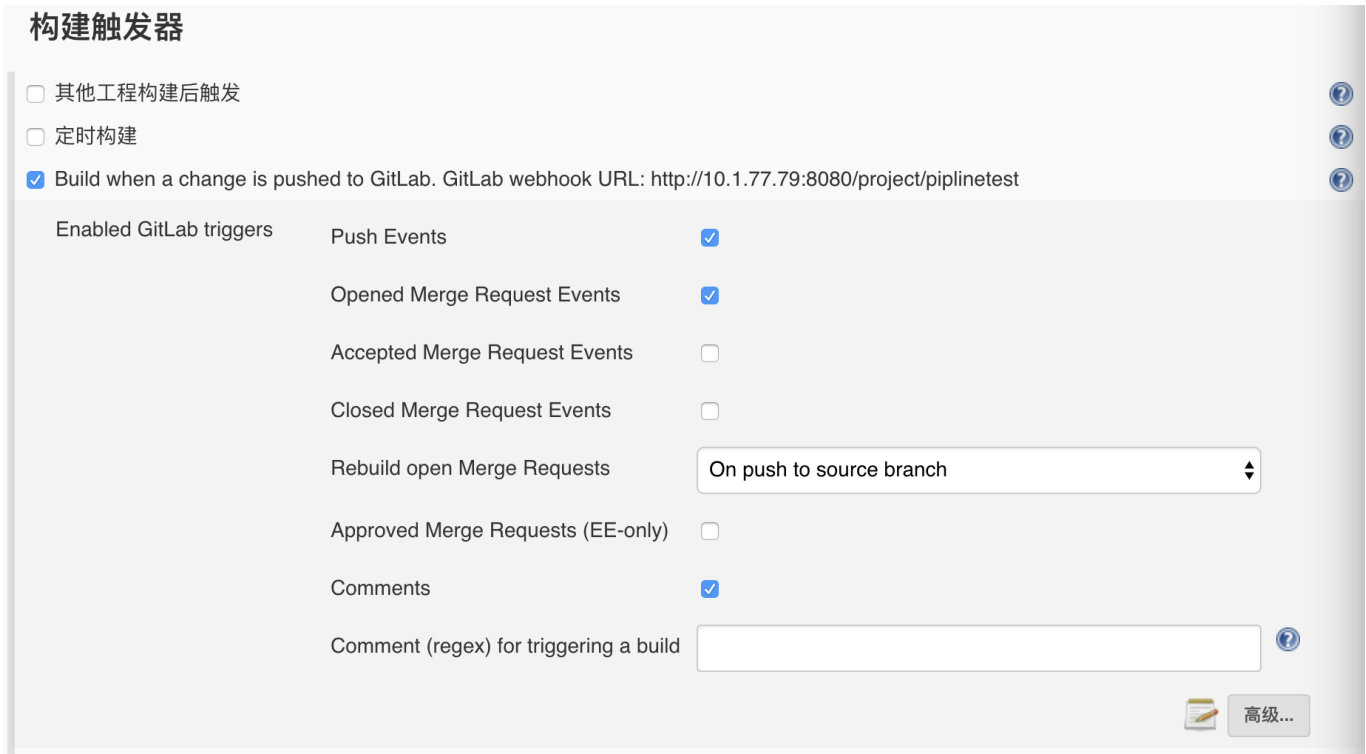 构建触发器
其他工程构建后触发
定时构建
Build when a change is pushed to GitLab. GitLab webhook URL: http://10.1.77.79:8080/project/piplinetest
Enabled GitLab triggers
Push Events
Opened Merge Request Events
Accepted Merge Request Events
Closed Merge Request Events
Rebuild open Merge Requests
On push to source branch
Approved Merge Requests (EE-only)
Comments
Comment (regex) for triggering a build
高级...